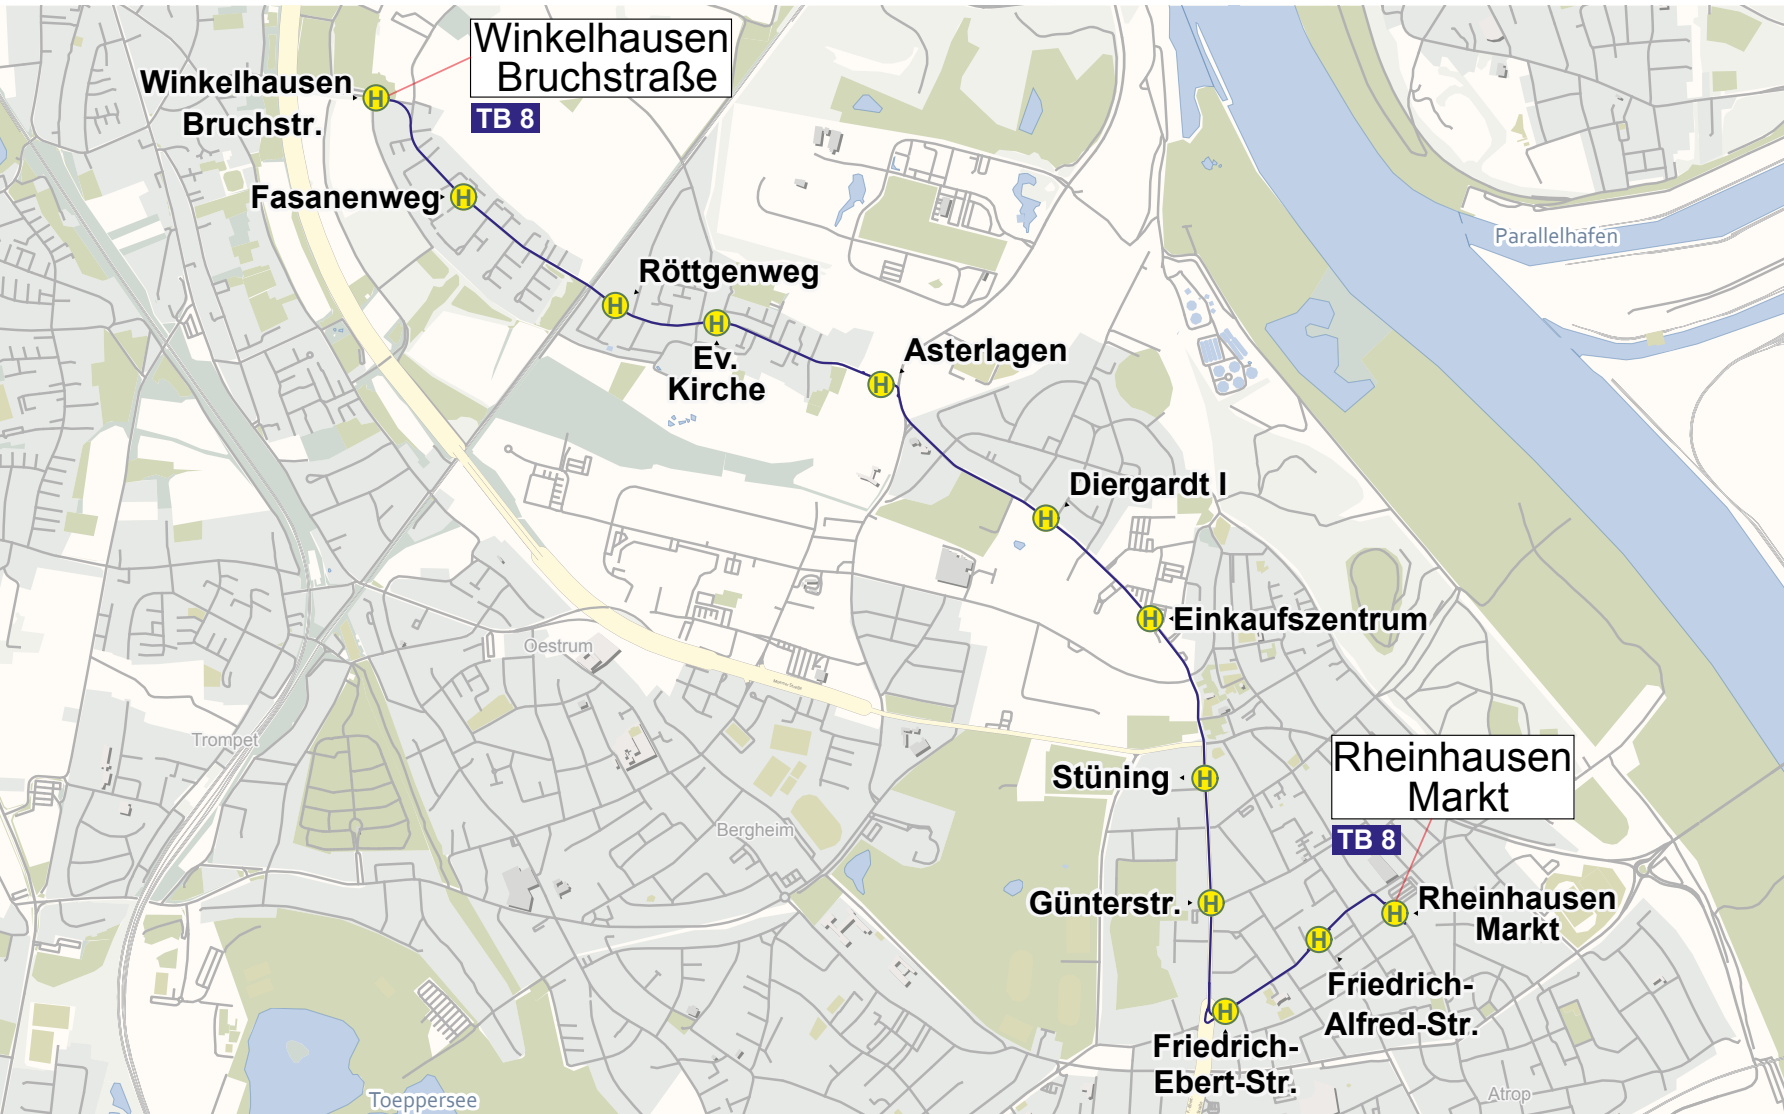 Winkelhausen
Bruchstraße
TB 8
Winkelhausen
Bruchstr.
Fasanenweg
Röttgenweg
Ev.
Kirche
Asterlagen
Parallelhafen
Diergardt I
Einkaufszentrum
Oestrum
Trompet
Stüning
Rheinhausen
Markt
TB 8
Bergheim
Günterstr.
Rheinhausen
Markt
Friedrich-
Alfred-Str.
Friedrich-
Ebert-Str.
Toeppersee
Atrop
H
H
H
H
H
H
H
H
H
H
H
H